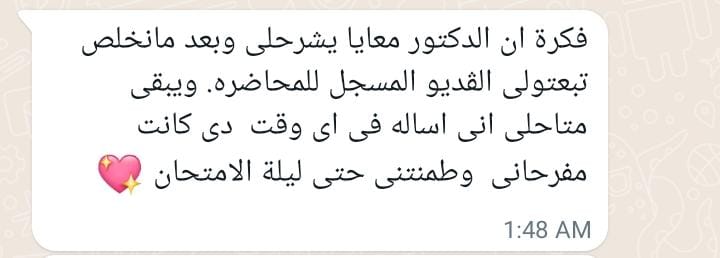 فكرة ان الدكتور معايا يشرحلى وبعد مانخلص
تبعتولى الڤديو المسجل للمحاضره. ويبقى
متاحلى انى اساله فى اى وقت دى كانت
مفرحانى وطمنتنى حتى ليلة الامتحان 💖
1:48 AM